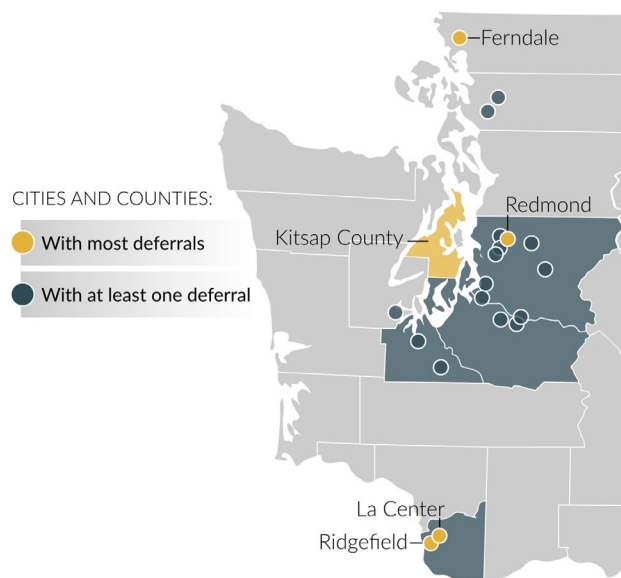 Ferndale
CITIES AND COUNTIES:
Redmond
Kitsap County
With most deferrals
With at least one deferral
La Center
Ridgefield